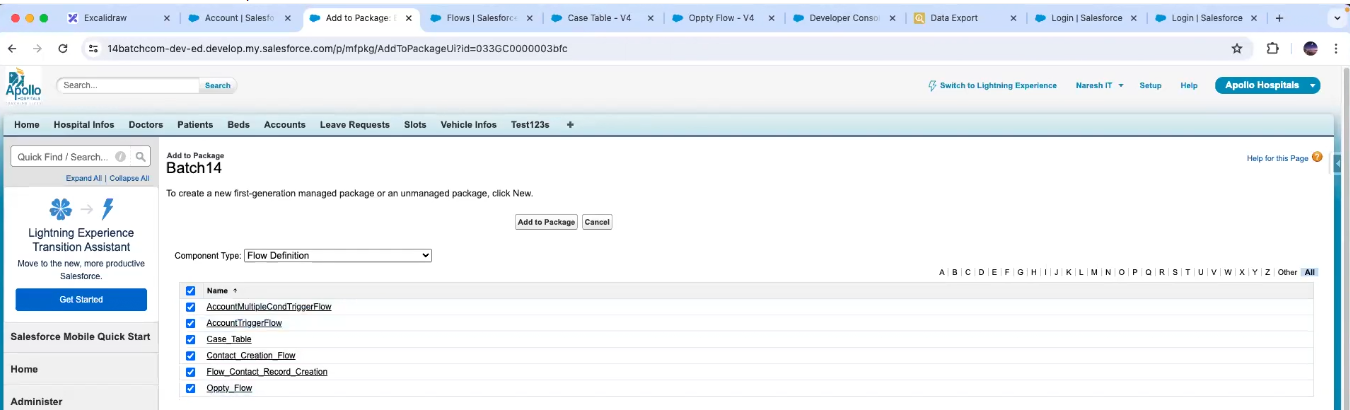 Excalidraw
Account | Salesfo
Add to Package:
Flows | Salesforc
Case Table - V4
Oppty Flow - V4
Developer Conso
Data Export
Login | Salesforce
Login | Salesforce
14batchcom-dev-ed.develop.my.salesforce.com/p/mfpkg/AddToPackageUi?id=033GC0000003bfc
Apollo
HOSPITALS
Search...
Search
Switch to Lightning Experience
Naresh IT
Setup
Help
Apollo Hospitals
Home Hospital Infos Doctors Patients Beds Accounts Leave Requests Slots Vehicle Infos Test123s +
Quick Find / Search...
Expand All | Collapse All
Lightning Experience
Transition Assistant
Move to the new, more productive
Salesforce.
Get Started
Salesforce Mobile Quick Start
Home
Administer
Add to Package
Batch14
Help for this Page
To create a new first-generation managed package or an unmanaged package, click New.
Add to Package Cancel
Component Type: Flow Definition
A | B | C | D | E | F | G | H | I | J | K | L | M | N | O | P | Q | R | S | T | U | V | W | X | Y | Z | Other All
Name
AccountMultipleCondTriggerFlow
AccountTriggerFlow
Case_Table
Contact_Creation_Flow
Flow_Contact_Record_Creation
Oppty_Flow